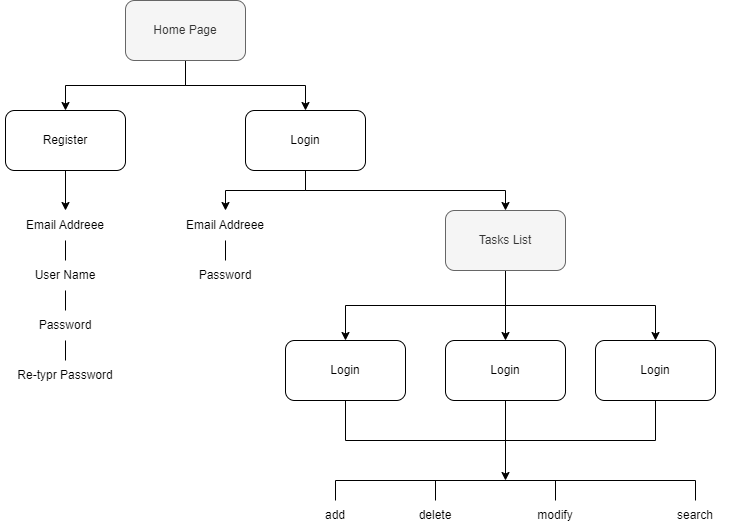 Home Page
Register
Login
Email Addreee
Email Addreee
Tasks List
User Name
Password
Password
Re-typr Password
Login
Login
Login
add
delete
modify
search